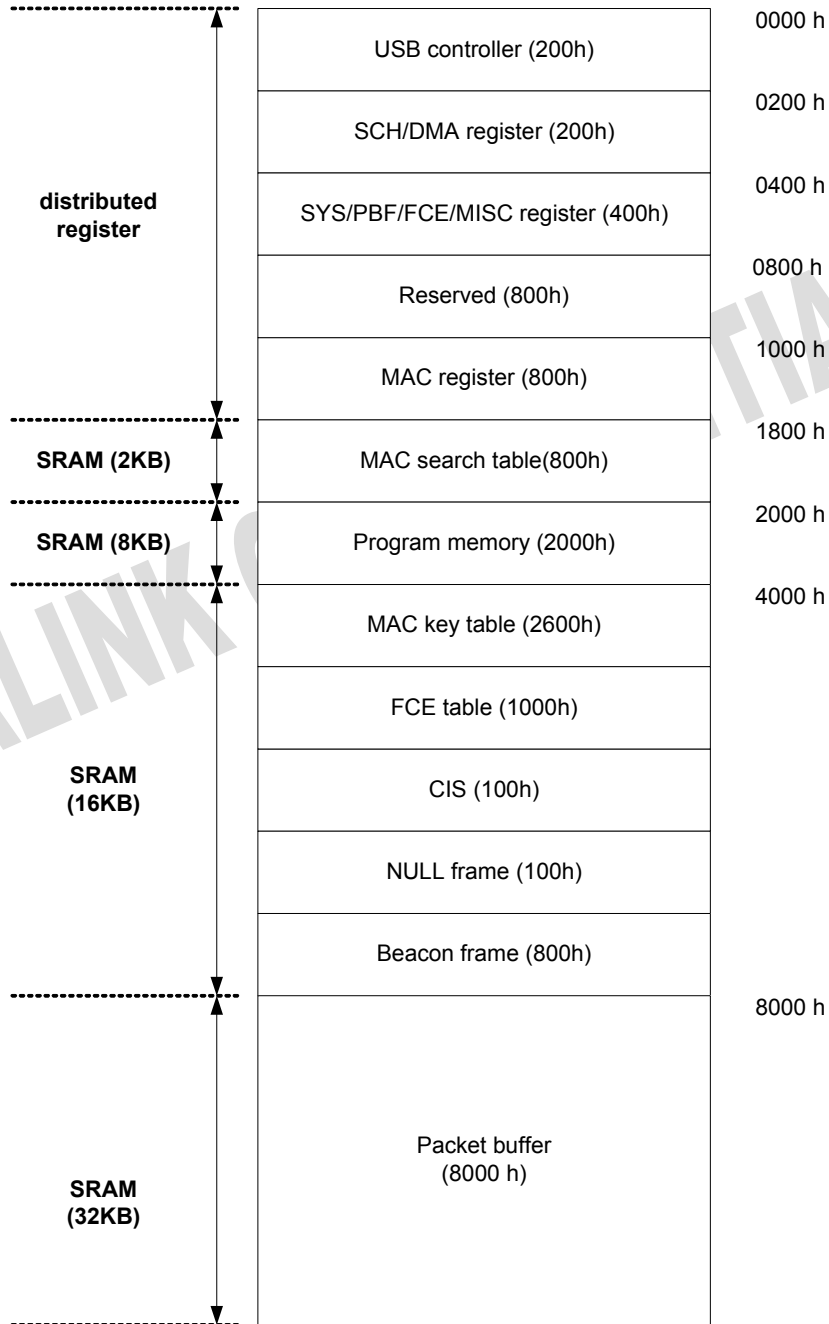 0000 h
USB controller (200h)
0200 h
SCH/DMA register (200h)
0400 h
distributed
register
SYS/PBF/FCE/MISC register (400h)
0800 h
Reserved (800h)
1000 h
MAC register (800h)
1800 h
SRAM (2KB)
MAC search table(800h)
2000 h
SRAM (8KB)
Program memory (2000h)
4000 h
MAC key table (2600h)
FCE table (1000h)
SRAM
(16KB)
CIS (100h)
NULL frame (100h)
Beacon frame (800h)
8000 h
Packet buffer
(8000 h)
SRAM
(32KB)